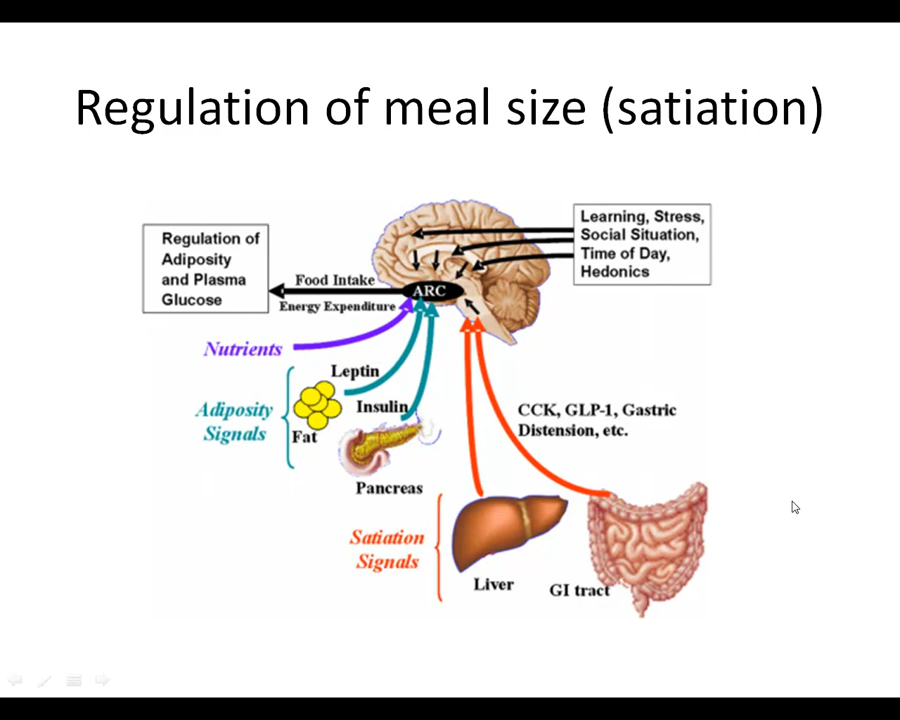 Regulation of meal size (satiation)
Learning, Stress,
Social Situation,
Time of Day,
Hedonics
Regulation of
Adiposity
and Plasma
Glucose
Food Intake
ARC
Energy Expenditure
Nutrients
Leptin
Adiposity
Signals
Insulin
Fat
CCK, GLP-1, Gastric
Distension, etc.
Pancreas
Satiation
Signals
Liver
GI tract